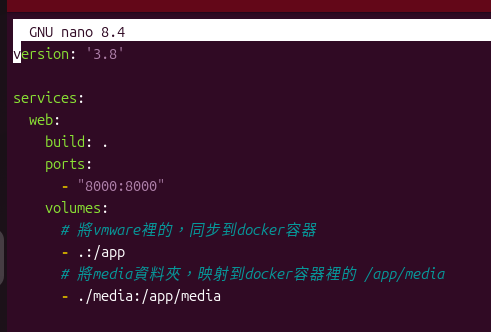 GNU nano 8.4
version: '3.8'
services:
  web:
    build: .
    ports:
      - "8000:8000"
    volumes:
      # 將vmware裡的，同步到docker容器
      - .:/app
      # 將media資料夾，映射到docker容器裡的 /app/media
      - ./media:/app/media